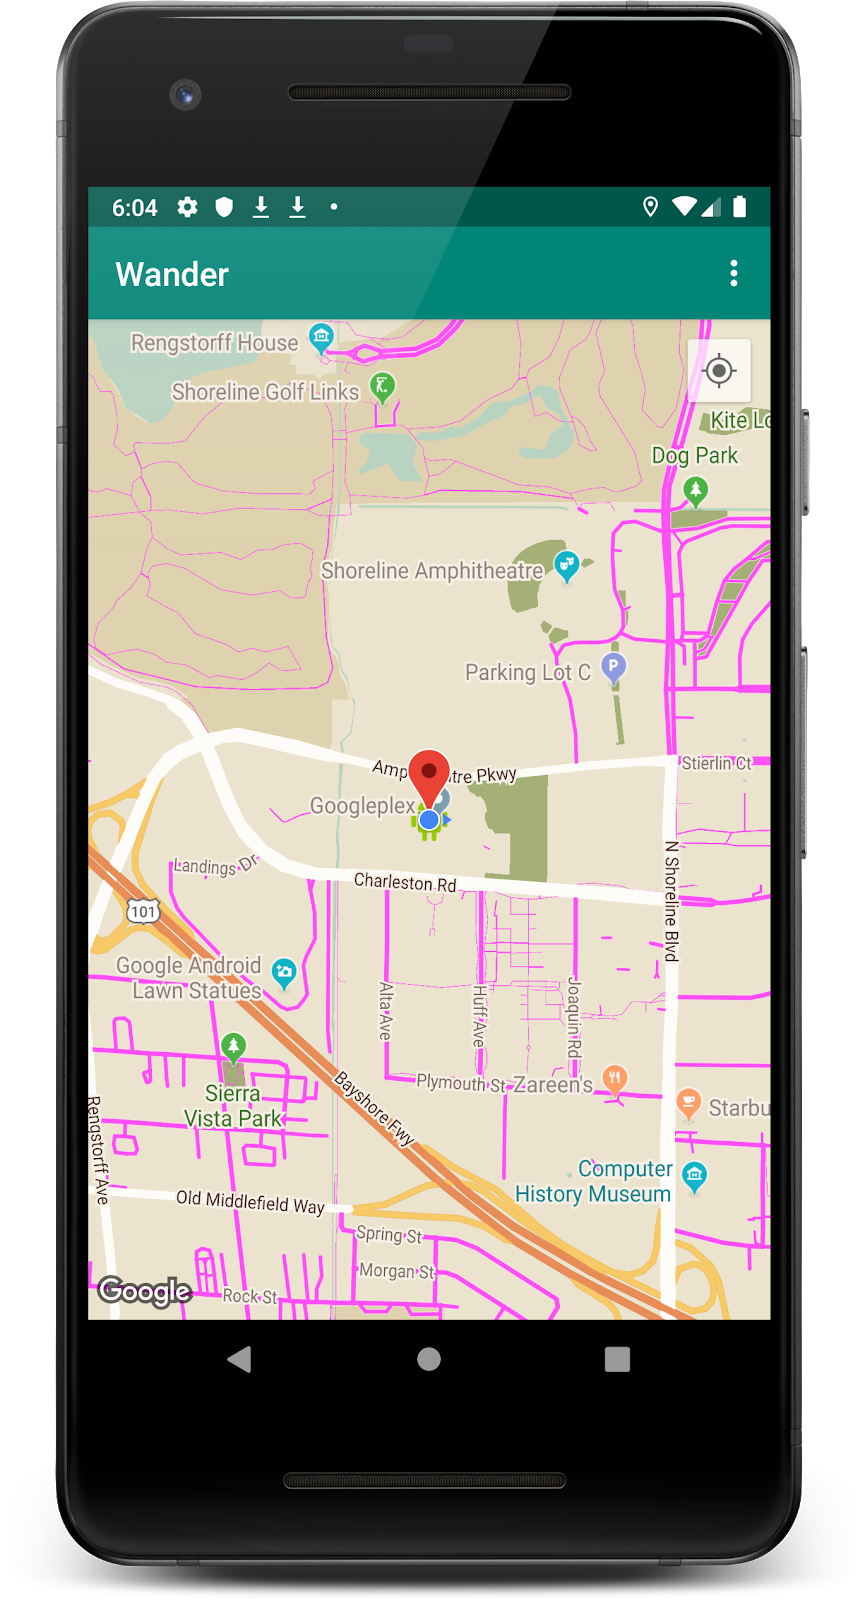 6:04
Wander
Rengstorff House
Shoreline Golf Links
Kite Lo
Dog Park
Shoreline Amphitheatre
Parking Lot C
Stierlin Ct
Googleplex
N Shoreline Blvd
Landings Dr
Charleston Rd
101
Google Android
Lawn Statues
Alta Ave
Huff Ave
Joaquin Rd
Sierra
Vista Park
Plymouth St
Zareen's
Starbu
Bayshore Fwy
Rengstorff Ave
Computer
History Museum
Old Middlefield Way
Spring St
Morgan St
Rock St
Google
P